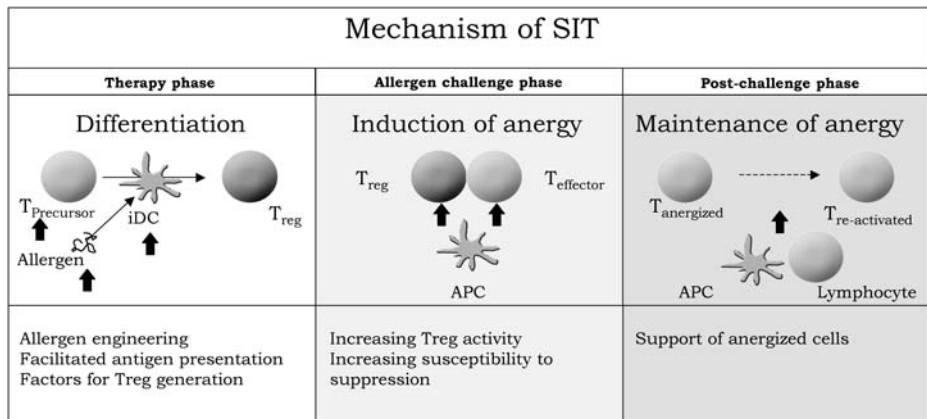 Mechanism of SIT
Therapy phase
Allergen challenge phase
Post-challenge phase
Differentiation
Induction of anergy
Maintenance of anergy
TPrecursor
iDC
Treg
Allergen
Treg
Teffector
APC
Tanergized
Tre-activated
APC
Lymphocyte
Allergen engineering
Facilitated antigen presentation
Factors for Treg generation
Increasing Treg activity
Increasing susceptibility to
suppression
Support of anergized cells